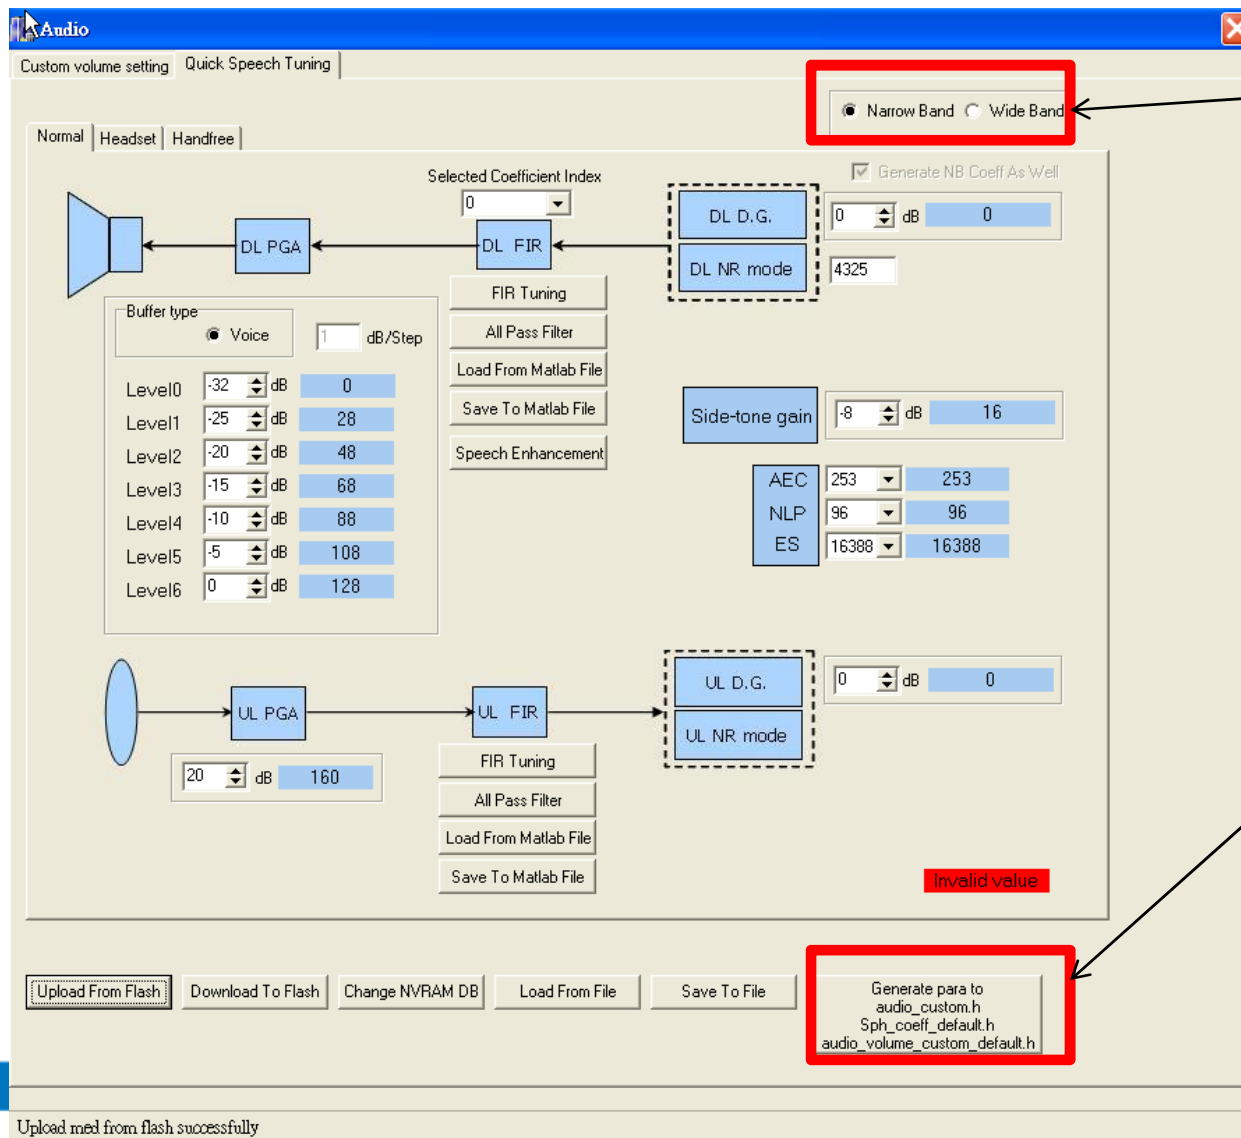 Audio
Custom volume setting Quick Speech Tuning
Narrow Band Wide Band
Normal Headset Handfree
Generate NB Coeff As Well
Selected Coefficient Index
0
DL D.G.
0 dB 0
DL PGA
DL FIR
DL NR mode
4325
FIR Tuning
All Pass Filter
Load From Matlab File
Save To Matlab File
Speech Enhancement
Buffer type
Voice
1 dB/Step
Level0 -32 dB 0
Level1 -25 dB 28
Level2 -20 dB 48
Level3 -15 dB 68
Level4 -10 dB 88
Level5 -5 dB 108
Level6 0 dB 128
Side-tone gain -8 dB 16
AEC 253 253
NLP 96 96
ES 16388 16388
UL PGA
20 dB 160
UL FIR
FIR Tuning
All Pass Filter
Load From Matlab File
Save To Matlab File
UL D.G.
0 dB 0
UL NR mode
Invalid value
Upload From Flash Download To Flash Change NVRAM DB Load From File Save To File
Generate para to
audio_custom.h
Sph_coeff_default.h
audio_volume_custom_default.h
Upload med from flash successfully